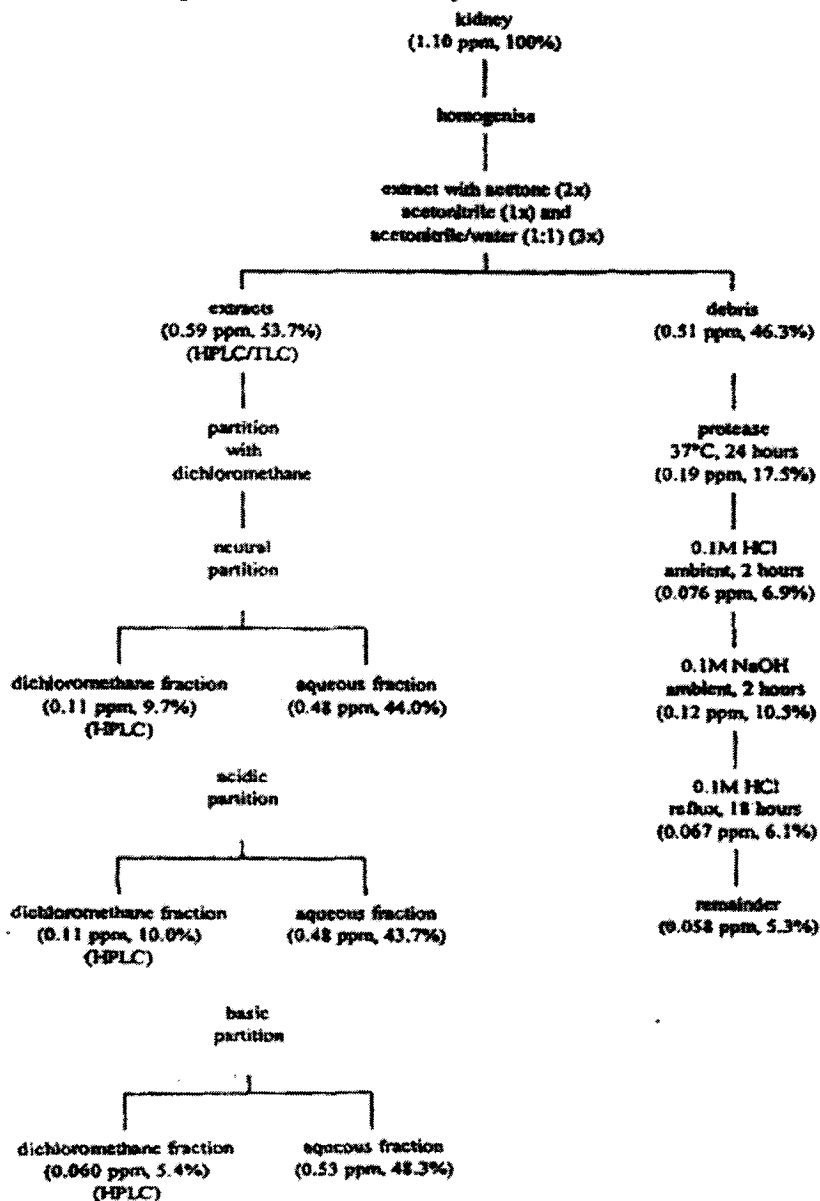 kidney
(1.10 ppm, 100%)
homogenise
extract with acetone (2x)
acetonitrile (1x) and
acetonitrile/water (1:1) (3x)
extracts
(0.59 ppm, 53.7%)
(HPLC/TLC)
debris
(0.51 ppm, 46.3%)
partition
with
dichloromethane
protease
37°C, 24 hours
(0.19 ppm, 17.5%)
neutral
partition
0.1M HCl
ambient, 2 hours
(0.076 ppm, 6.9%)
dichloromethane fraction
(0.11 ppm, 9.7%)
(HPLC)
aqueous fraction
(0.48 ppm, 44.0%)
0.1M NaOH
ambient, 2 hours
(0.12 ppm, 10.5%)
acidic
partition
0.1M HCl
reflux, 18 hours
(0.067 ppm, 6.1%)
dichloromethane fraction
(0.11 ppm, 10.0%)
(HPLC)
aqueous fraction
(0.48 ppm, 43.7%)
remainder
(0.058 ppm, 5.3%)
basic
partition
dichloromethane fraction
(0.060 ppm, 5.4%)
(HPLC)
aqueous fraction
(0.53 ppm, 48.3%)